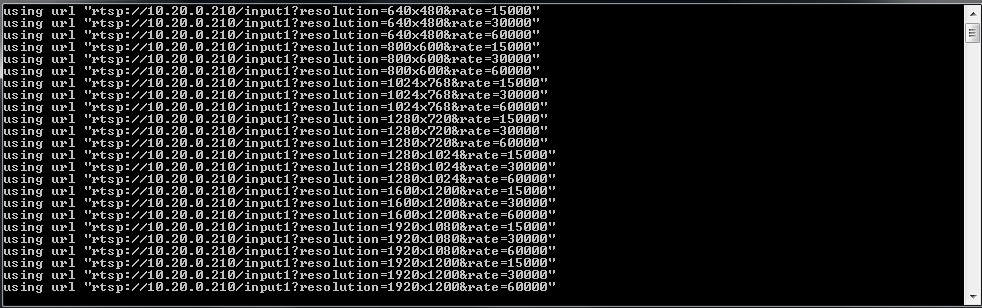 using url "rtsp://10.20.0.210/input1?resolution=640x480&rate=15000"
using url "rtsp://10.20.0.210/input1?resolution=640x480&rate=30000"
using url "rtsp://10.20.0.210/input1?resolution=640x480&rate=60000"
using url "rtsp://10.20.0.210/input1?resolution=800x600&rate=15000"
using url "rtsp://10.20.0.210/input1?resolution=800x600&rate=30000"
using url "rtsp://10.20.0.210/input1?resolution=800x600&rate=60000"
using url "rtsp://10.20.0.210/input1?resolution=1024x768&rate=15000"
using url "rtsp://10.20.0.210/input1?resolution=1024x768&rate=30000"
using url "rtsp://10.20.0.210/input1?resolution=1024x768&rate=60000"
using url "rtsp://10.20.0.210/input1?resolution=1280x720&rate=15000"
using url "rtsp://10.20.0.210/input1?resolution=1280x720&rate=30000"
using url "rtsp://10.20.0.210/input1?resolution=1280x720&rate=60000"
using url "rtsp://10.20.0.210/input1?resolution=1280x1024&rate=15000"
using url "rtsp://10.20.0.210/input1?resolution=1280x1024&rate=30000"
using url "rtsp://10.20.0.210/input1?resolution=1280x1024&rate=60000"
using url "rtsp://10.20.0.210/input1?resolution=1600x1200&rate=15000"
using url "rtsp://10.20.0.210/input1?resolution=1600x1200&rate=30000"
using url "rtsp://10.20.0.210/input1?resolution=1600x1200&rate=60000"
using url "rtsp://10.20.0.210/input1?resolution=1920x1080&rate=15000"
using url "rtsp://10.20.0.210/input1?resolution=1920x1080&rate=30000"
using url "rtsp://10.20.0.210/input1?resolution=1920x1080&rate=60000"
using url "rtsp://10.20.0.210/input1?resolution=1920x1200&rate=15000"
using url "rtsp://10.20.0.210/input1?resolution=1920x1200&rate=30000"
using url "rtsp://10.20.0.210/input1?resolution=1920x1200&rate=60000"